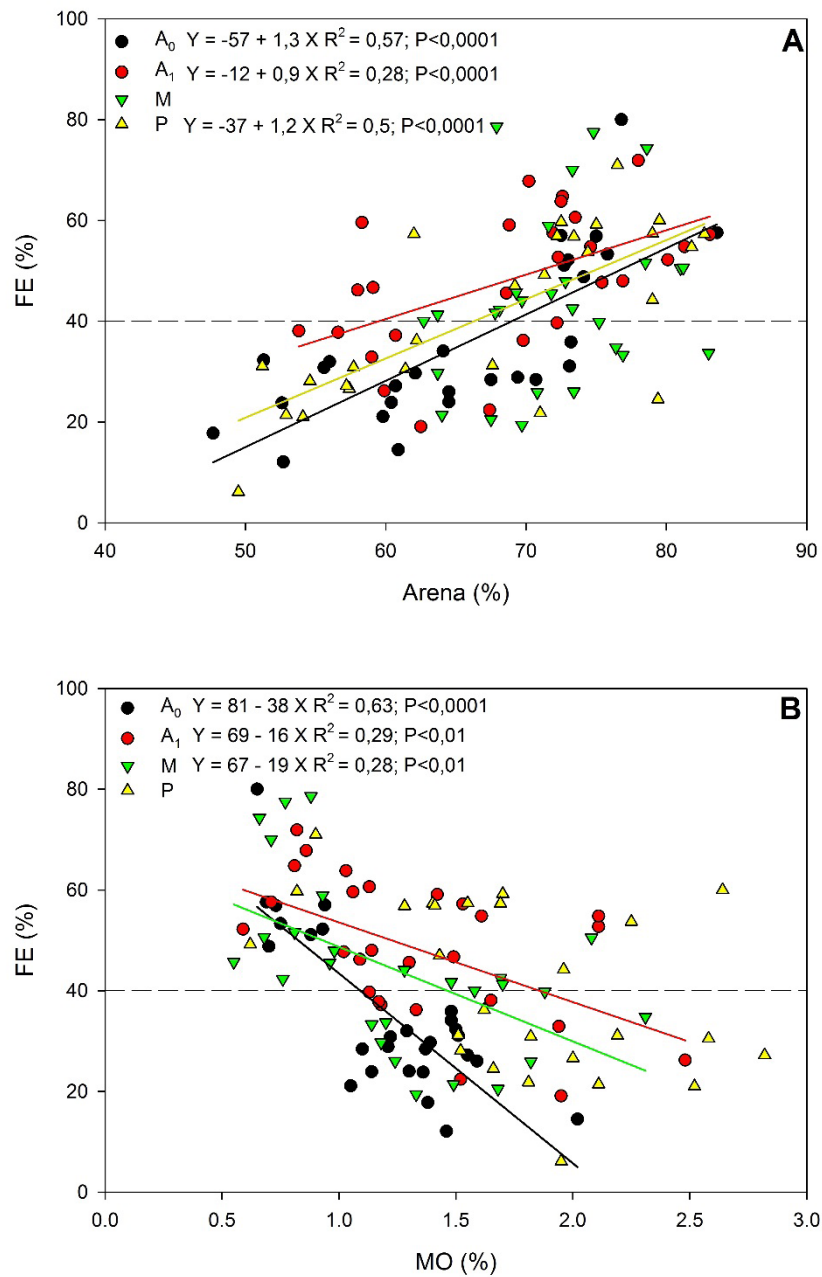 A
A0 Y = -57 + 1,3 X R2 = 0,57; P<0,0001
A1 Y = -12 + 0,9 X R2 = 0,28; P<0,0001
M
P Y = -37 + 1,2 X R2 = 0,5; P<0,0001
100
80
60
40
20
0
FE (%)
40 50 60 70 80 90
Arena (%)
B
A0 Y = 81 - 38 X R2 = 0,63; P<0,0001
A1 Y = 69 - 16 X R2 = 0,29; P<0,01
M Y = 67 - 19 X R2 = 0,28; P<0,01
P
100
80
60
40
20
0
FE (%)
0.0 0.5 1.0 1.5 2.0 2.5 3.0
MO (%)